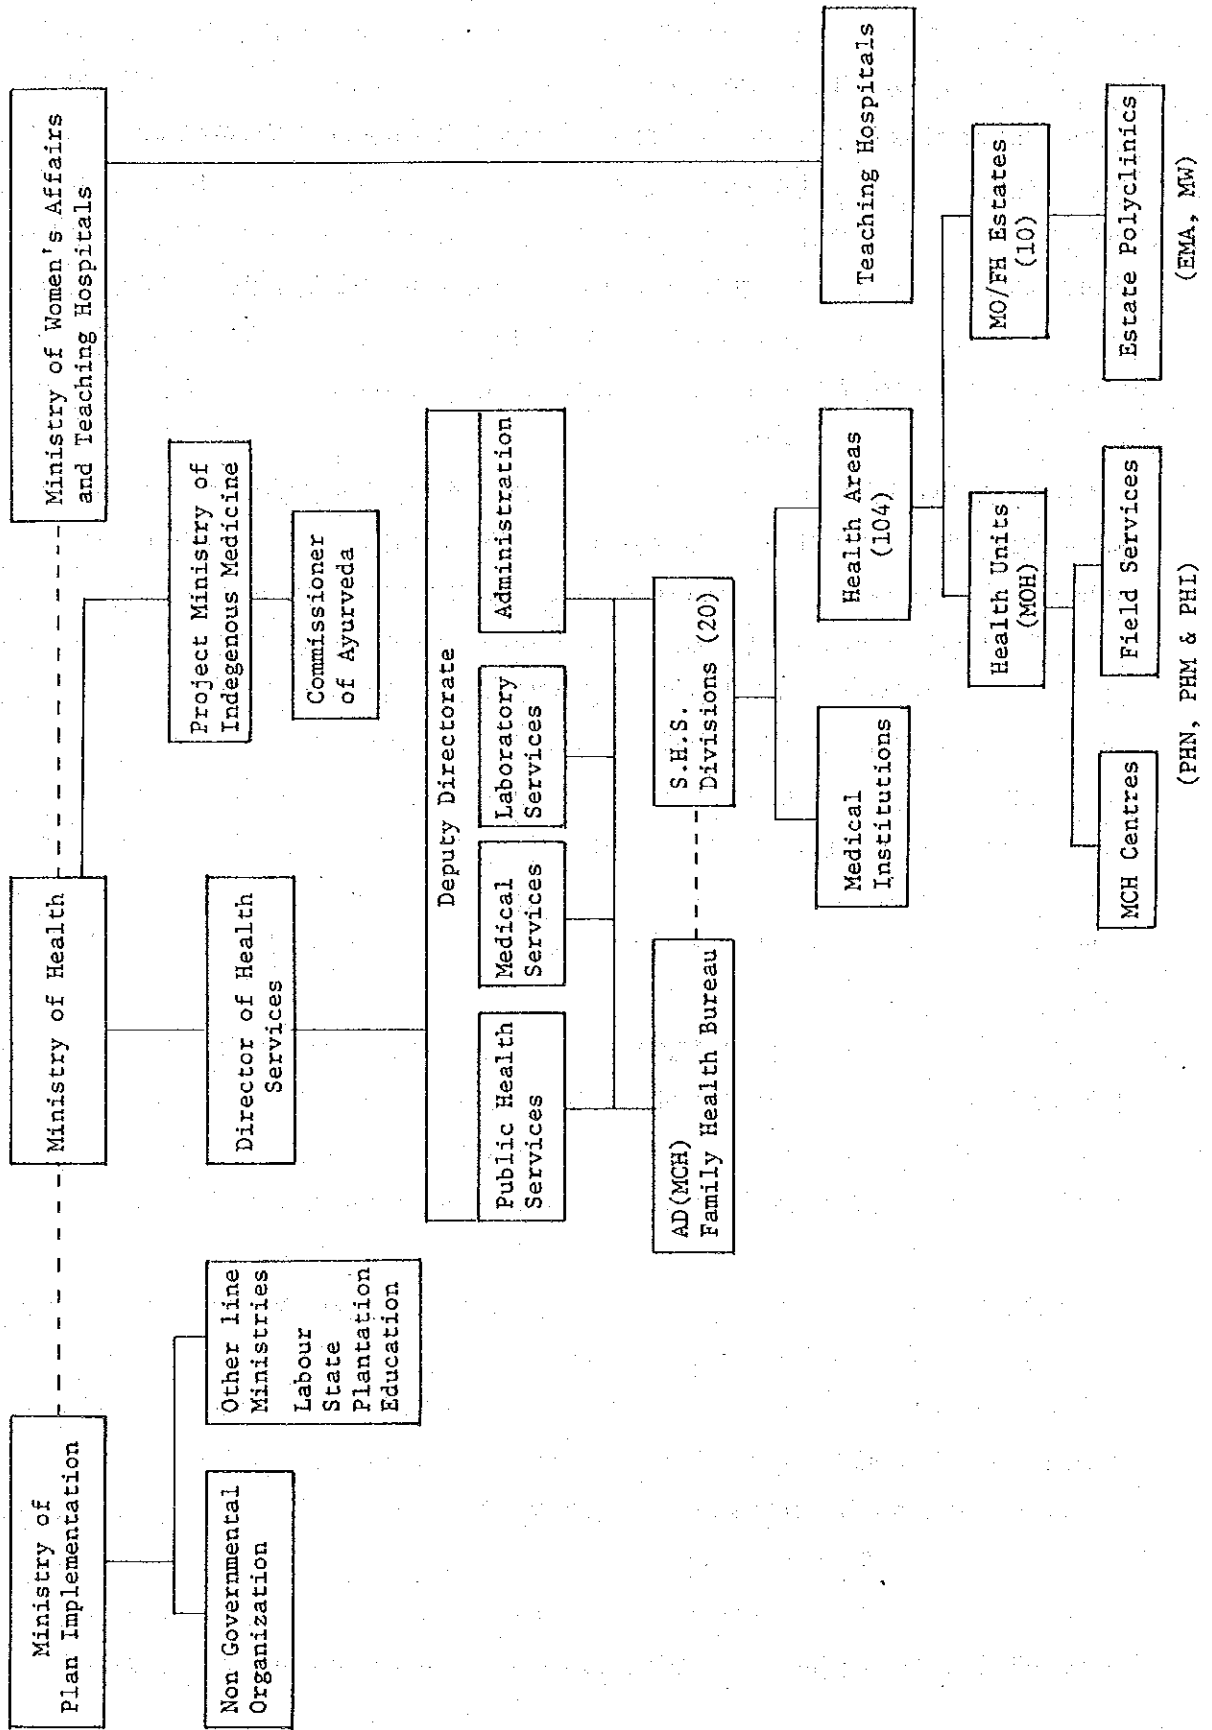 Ministry of
Plan Implementation
Ministry of Health
Ministry of Women's Affairs
and Teaching Hospitals
Non Governmental
Organization
Other line
Ministries
Labour
State
Plantation
Education
Director of Health
Services
Project Ministry of
Indegenous Medicine
Commissioner
of Ayurveda
Deputy Directorate
Public Health
Services
Medical
Services
Laboratory
Services
Administration
AD(MCH)
Family Health Bureau
S.H.S.
Divisions (20)
Medical
Institutions
Health Areas
(104)
Teaching Hospitals
Health Units
(MOH)
MO/FH Estates
(10)
MCH Centres
Field Services
Estate Polyclinics
(PHN, PHM & PHI)
(EMA, MW)